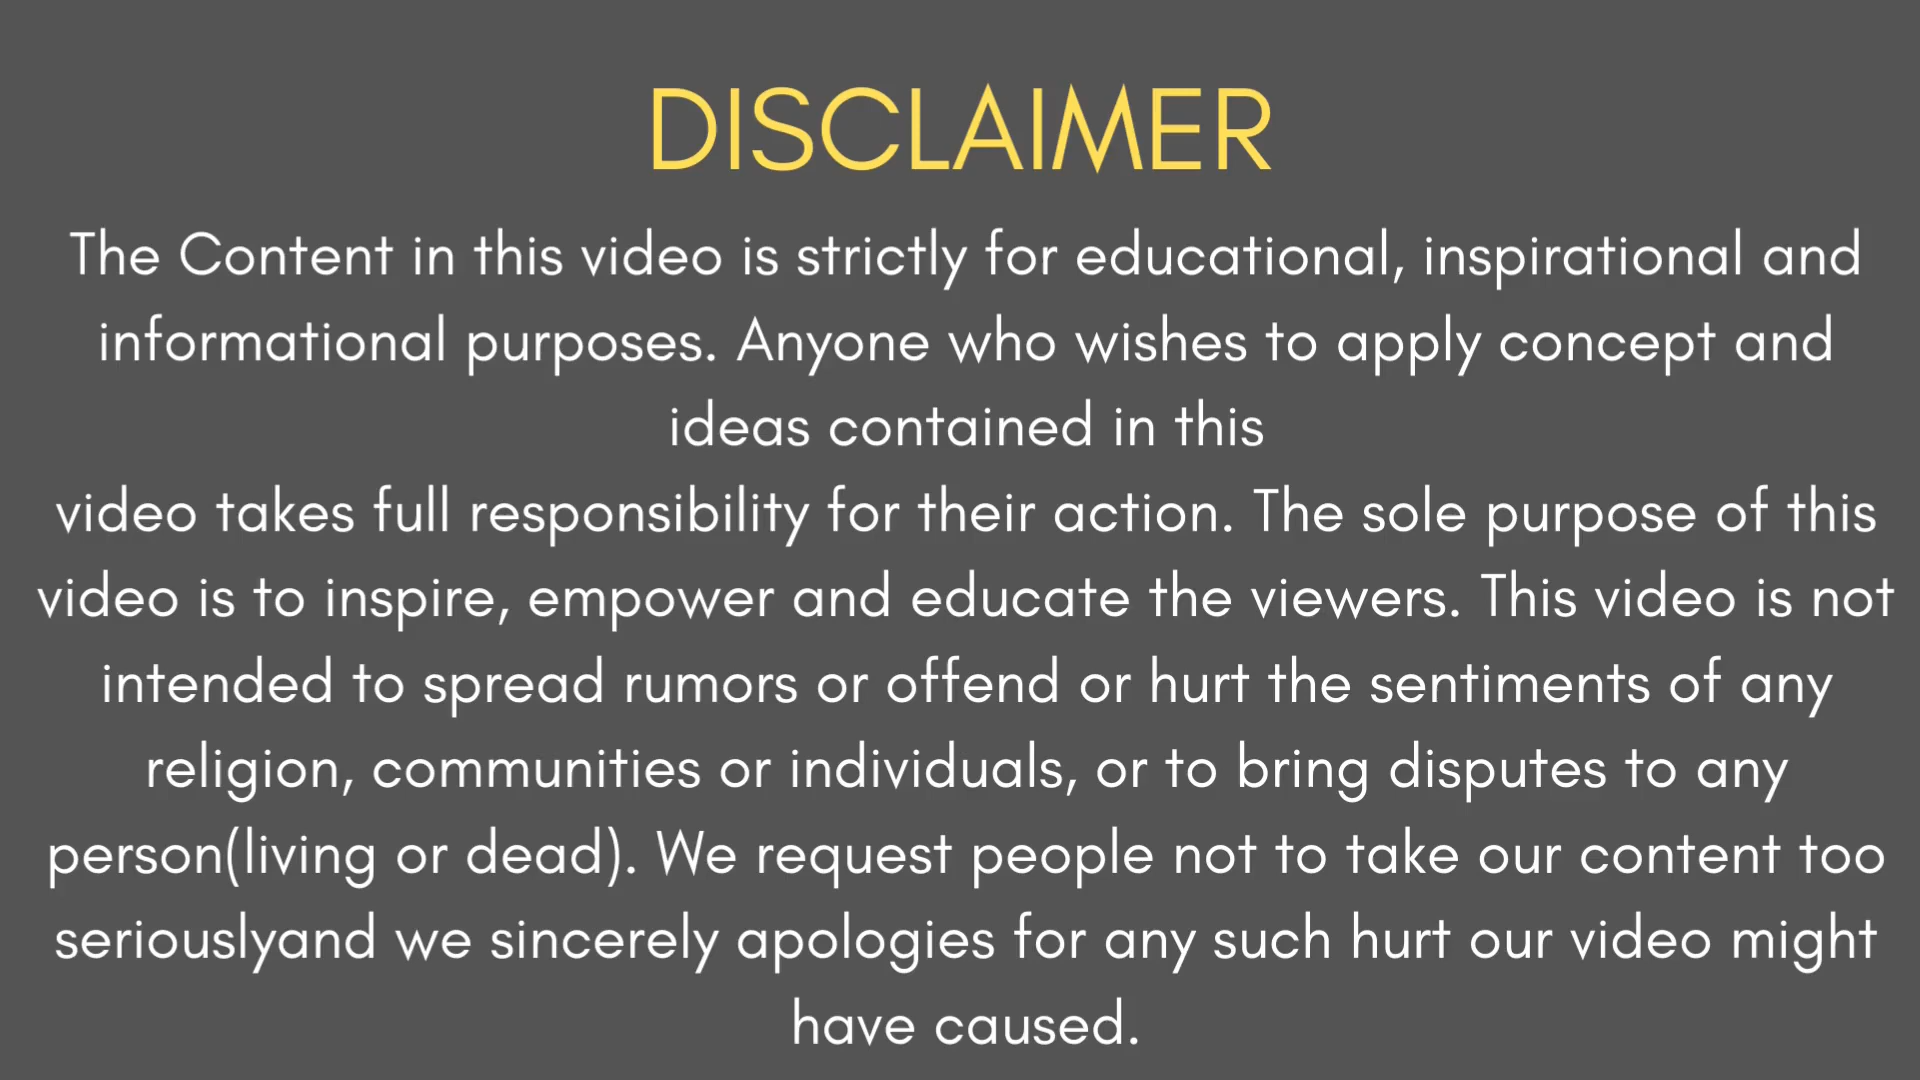 DISCLAIMER
The Content in this video is strictly for educational, inspirational and
informational purposes. Anyone who wishes to apply concept and
ideas contained in this
video takes full responsibility for their action. The sole purpose of this
video is to inspire, empower and educate the viewers. This video is not
intended to spread rumors or offend or hurt the sentiments of any
religion, communities or individuals, or to bring disputes to any
person(living or dead). We request people not to take our content too
seriouslyand we sincerely apologies for any such hurt our video might
have caused.